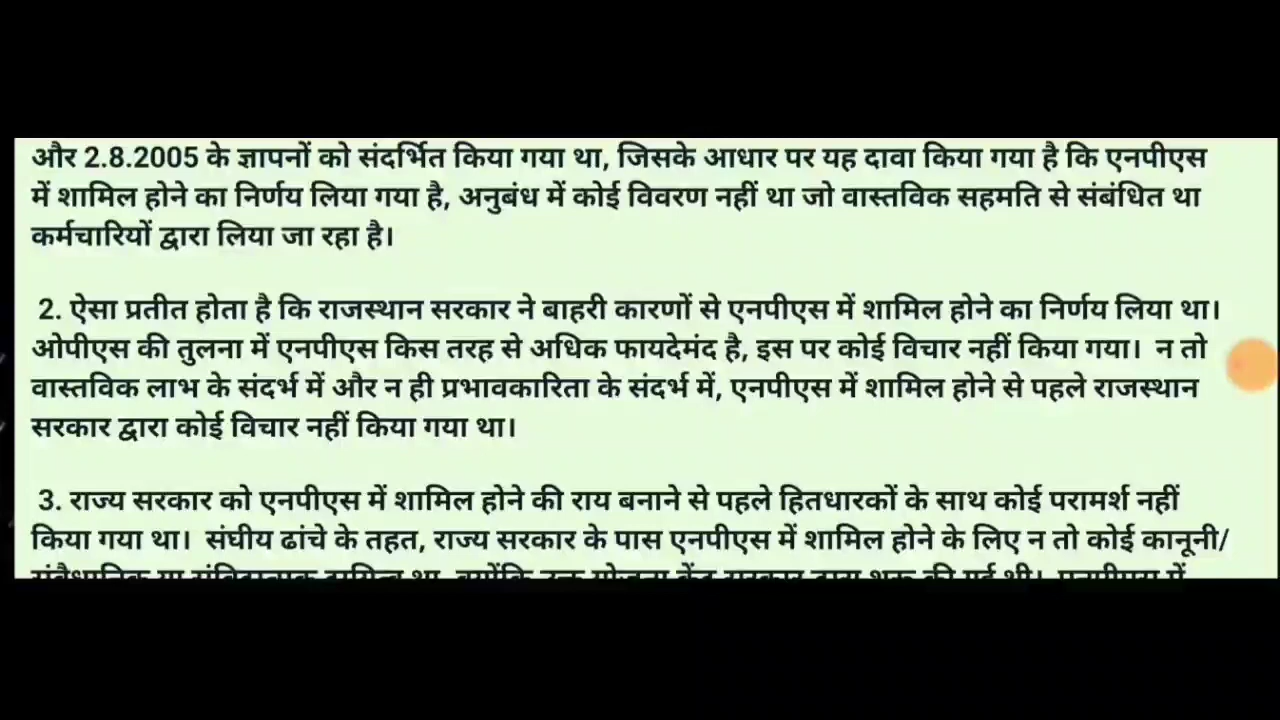 और 2.8.2005 के ज्ञापनों को संदर्भित किया गया था, जिसके आधार पर यह दावा किया गया है कि एनपीएस
में शामिल होने का निर्णय लिया गया है, अनुबंध में कोई विवरण नहीं था जो वास्तविक सहमति से संबंधित था
कर्मचारियों द्वारा लिया जा रहा है।
2. ऐसा प्रतीत होता है कि राजस्थान सरकार ने बाहरी कारणों से एनपीएस में शामिल होने का निर्णय लिया था।
ओपीएस की तुलना में एनपीएस किस तरह से अधिक फायदेमंद है, इस पर कोई विचार नहीं किया गया। न तो
वास्तविक लाभ के संदर्भ में और न ही प्रभावकारिता के संदर्भ में, एनपीएस में शामिल होने से पहले राजस्थान
सरकार द्वारा कोई विचार नहीं किया गया था।
3. राज्य सरकार को एनपीएस में शामिल होने की राय बनाने से पहले हितधारकों के साथ कोई परामर्श नहीं
किया गया था। संघीय ढांचे के तहत, राज्य सरकार के पास एनपीएस में शामिल होने के लिए न तो कोई कानूनी/